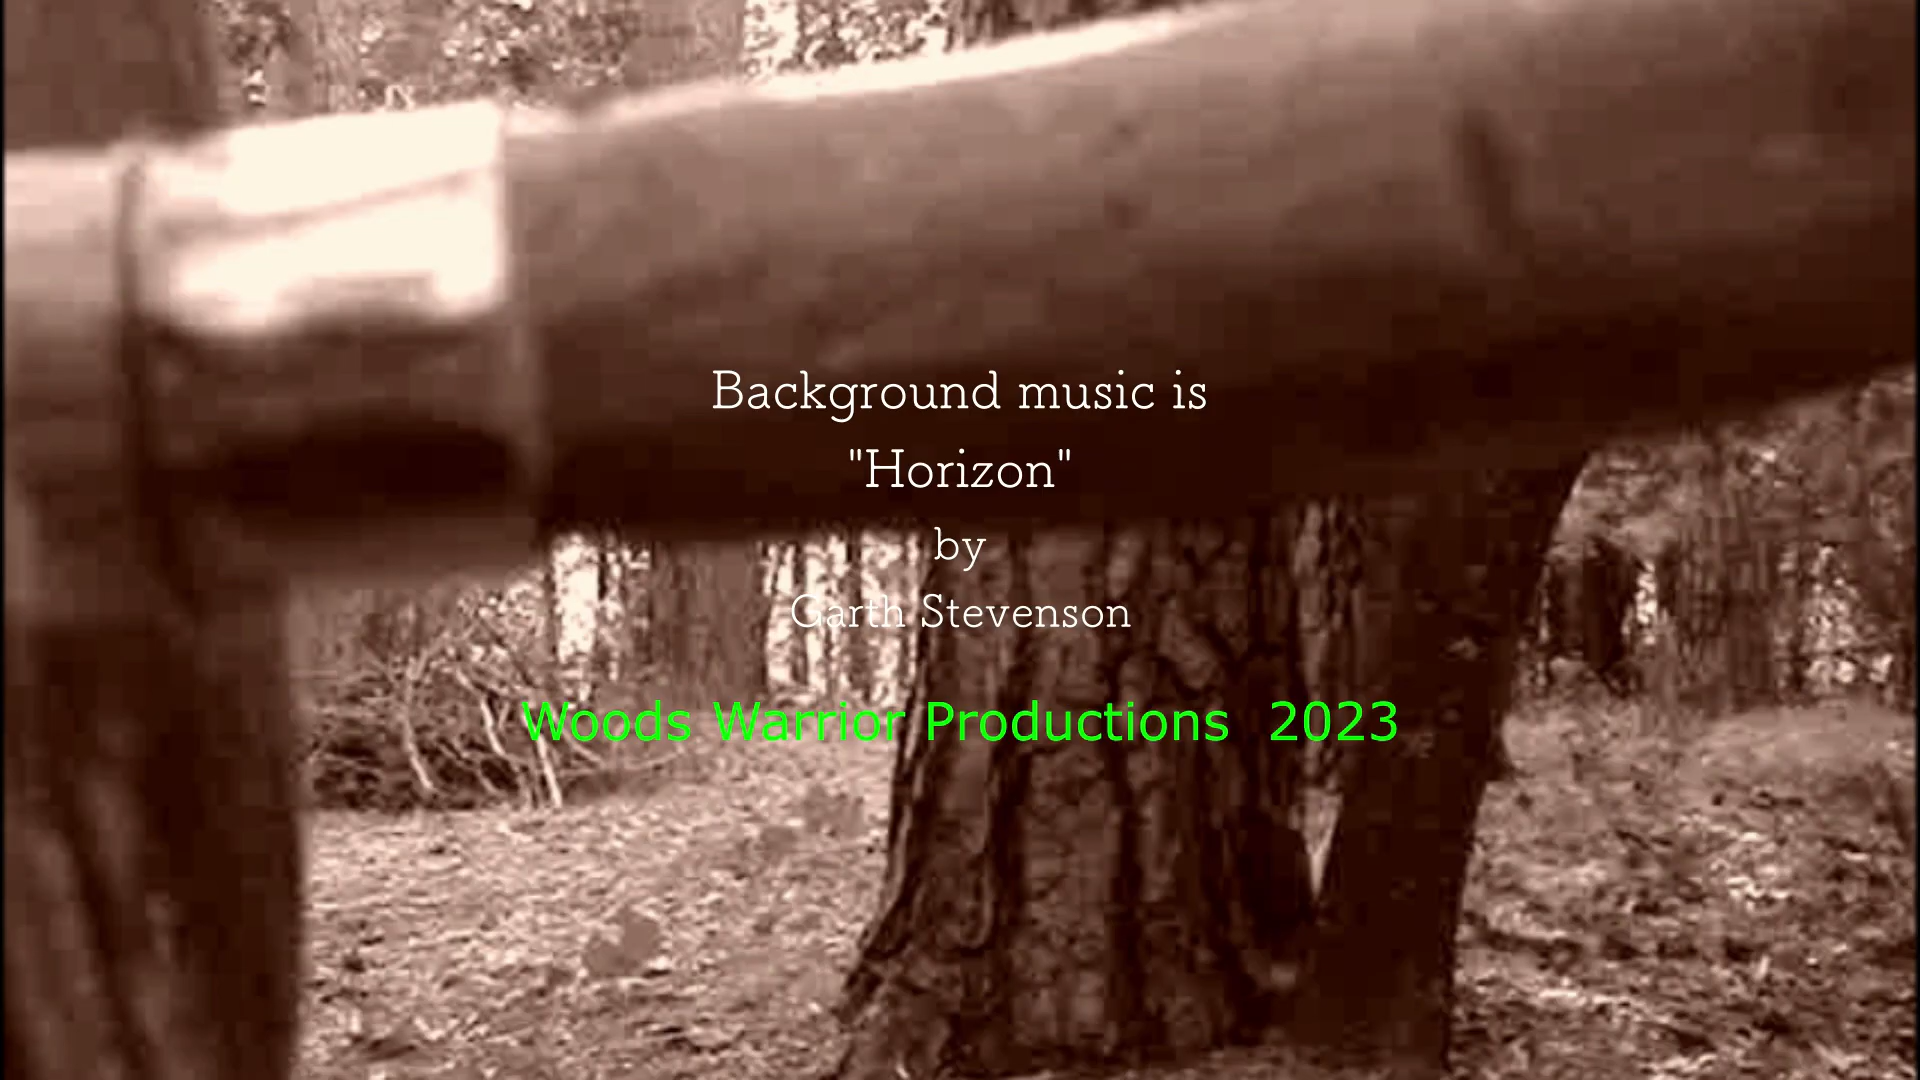 Background music is
"Horizon"
by
Garth Stevenson
Woods Warrior Productions  2023